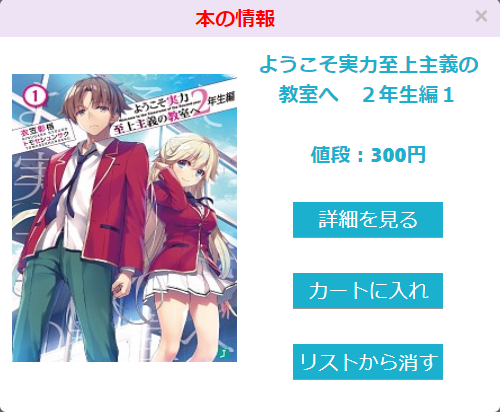 本の情報
×
ようこそ実力至上主義の
教室へ　２年生編１
値段：300円
詳細を見る
カートに入れ
リストから消す
1
ようこそ実力
至上主義の教室へ2年生編
衣笠彰梧
トモセシュンサク
J